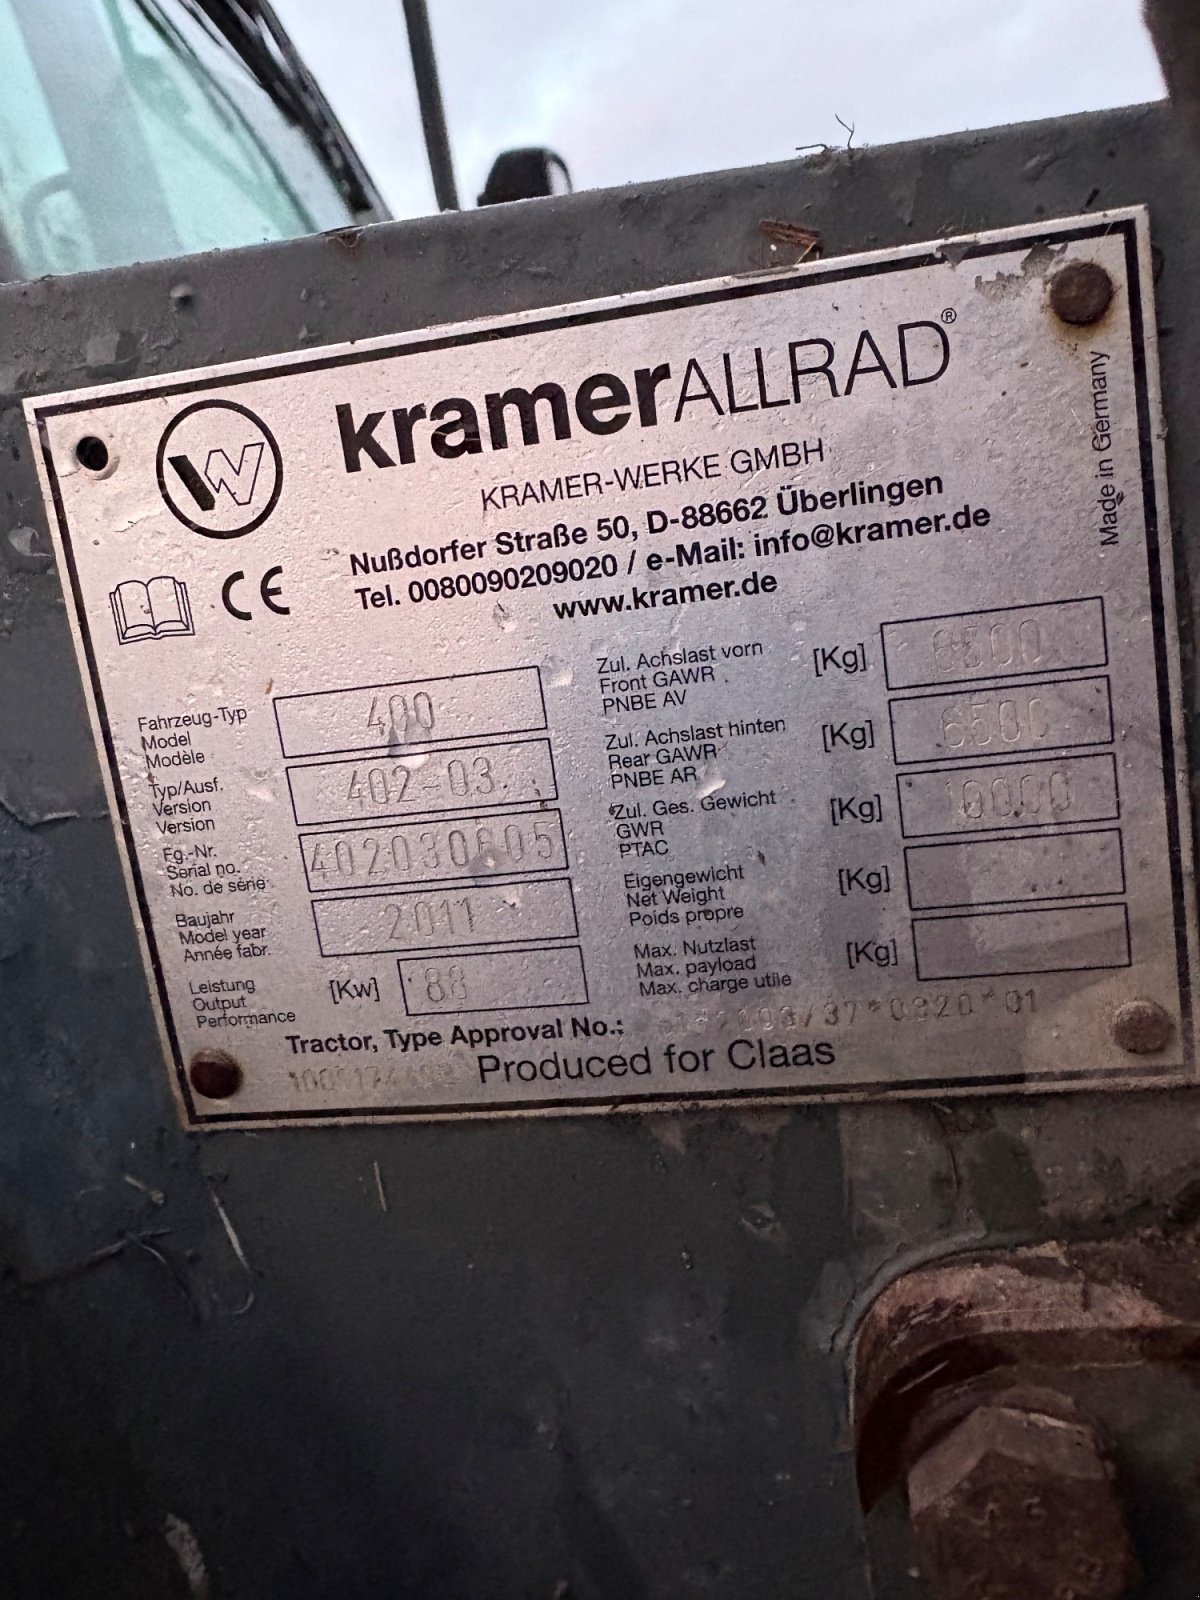 kramerALLRAD®
KRAMER-WERKE GMBH
Nußdorfer Straße 50, D-88662 Überlingen
Tel. 0080090209020 / e-Mail: info@kramer.de
www.kramer.de
Made in Germany
CE
Fahrzeug-Typ
Model
Modèle
400
Typ/Ausf.
Version
Version
402-03
Fg.-Nr.
Serial no.
No. de série
402030605
Baujahr
Model year
Année fabr.
2011
Leistung
Output
Performance
[Kw] 88
Zul. Achslast vorn
Front GAWR
PNBE AV
[Kg]
Zul. Achslast hinten
Rear GAWR
PNBE AR
[Kg] 6500
Zul. Ges. Gewicht
GWR
PTAC
[Kg] 10000
Eigengewicht
Net Weight
Poids propre
[Kg]
Max. Nutzlast
Max. payload
Max. charge utile
[Kg]
Tractor, Type Approval No.:
Produced for Claas